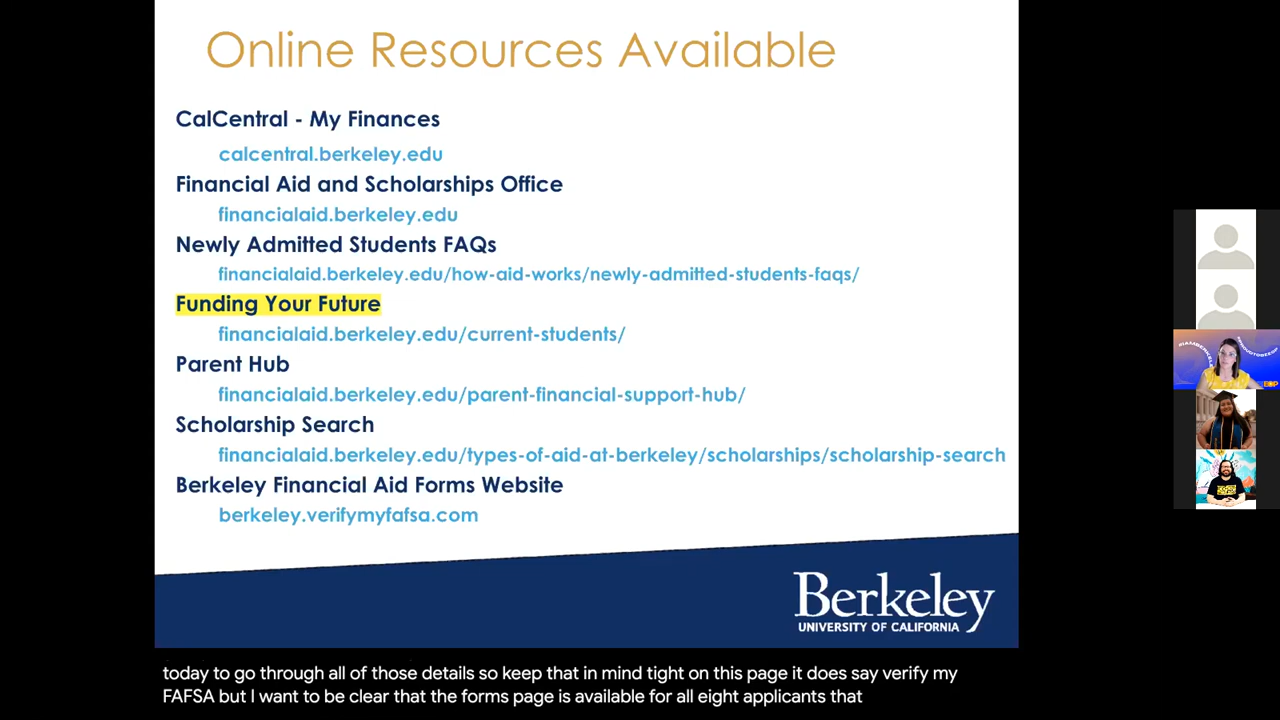 Online Resources Available
CalCentral - My Finances
calcentral.berkeley.edu
Financial Aid and Scholarships Office
financialaid.berkeley.edu
Newly Admitted Students FAQs
financialaid.berkeley.edu/how-aid-works/newly-admitted-students-faqs/
Funding Your Future
financialaid.berkeley.edu/current-students/
Parent Hub
financialaid.berkeley.edu/parent-financial-support-hub/
Scholarship Search
financialaid.berkeley.edu/types-of-aid-at-berkeley/scholarships/scholarship-search
Berkeley Financial Aid Forms Website
berkeley.verifymyfafsa.com
Berkeley
UNIVERSITY OF CALIFORNIA
today to go through all of those details so keep that in mind tight on this page it does say verify my
FAFSA but I want to be clear that the forms page is available for all eight applicants that
EOP